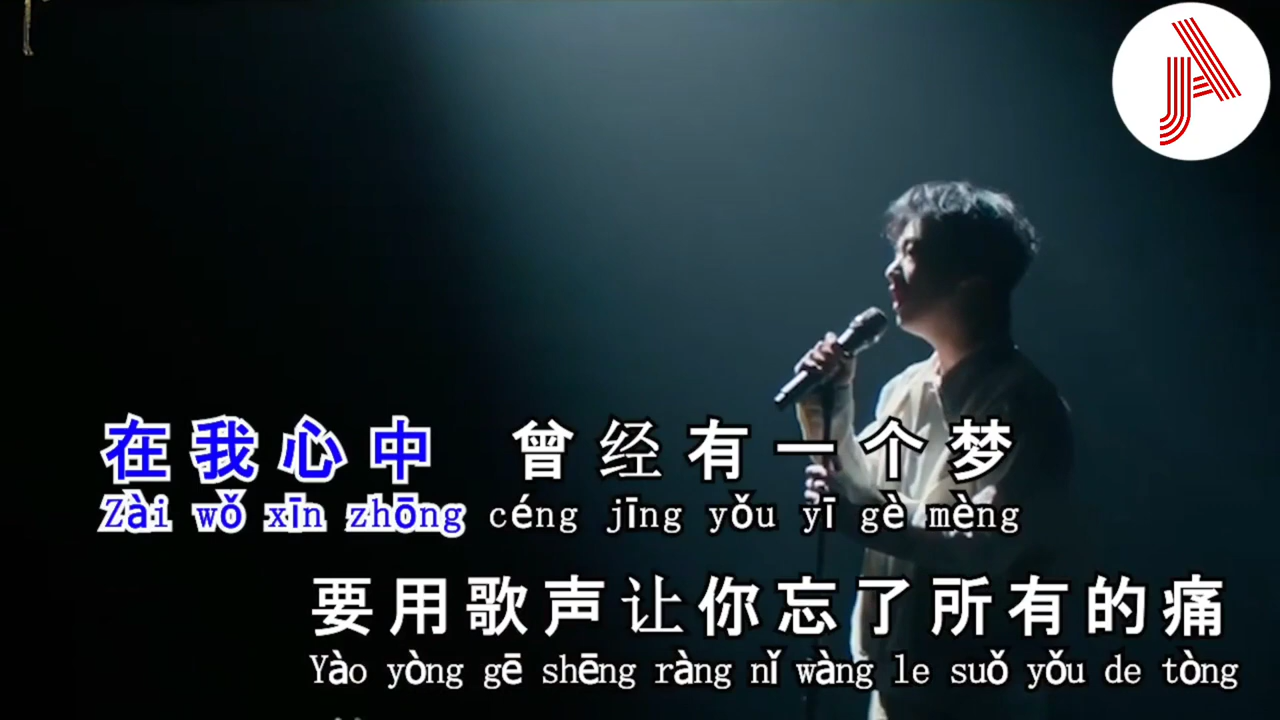 在我心中 曾经有一个梦
Zài wǒ xīn zhōng céng jīng yǒu yī gè mèng
要用歌声让你忘了所有的痛
Yào yòng gē shēng ràng nǐ wàng le suǒ yǒu de tòng
JA